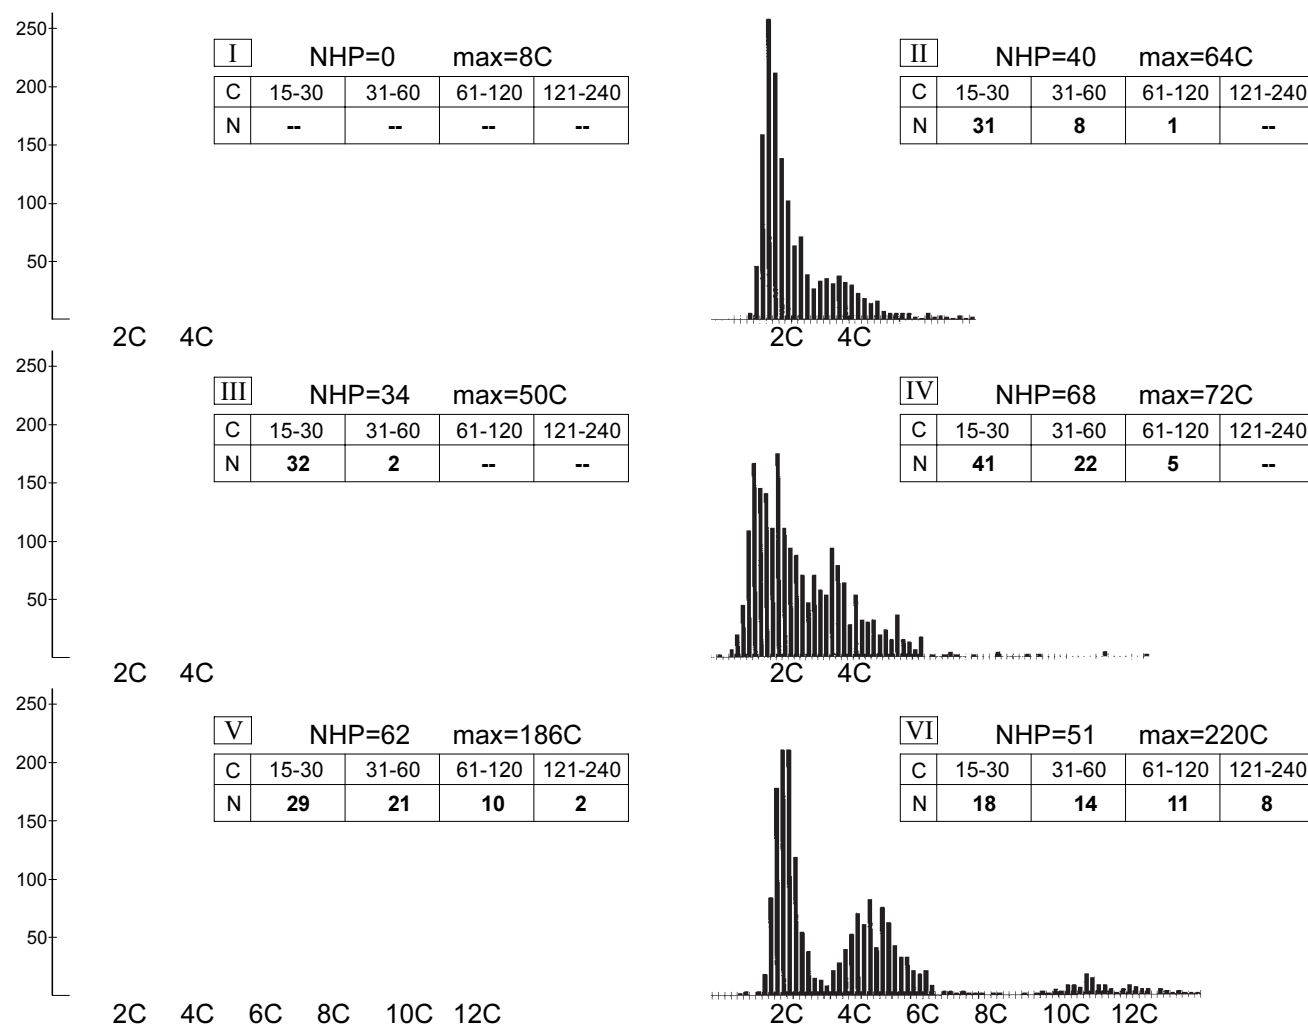 250
200
150
100
50
I NHP=0 max=8C
C 15-30 31-60 61-120 121-240
N -- -- -- --
2C 4C
II NHP=40 max=64C
C 15-30 31-60 61-120 121-240
N 31 8 1 --
2C 4C
250
200
150
100
50
III NHP=34 max=50C
C 15-30 31-60 61-120 121-240
N 32 2 -- --
2C 4C
IV NHP=68 max=72C
C 15-30 31-60 61-120 121-240
N 41 22 5 --
2C 4C
250
200
150
100
50
V NHP=62 max=186C
C 15-30 31-60 61-120 121-240
N 29 21 10 2
2C 4C 6C 8C 10C 12C
VI NHP=51 max=220C
C 15-30 31-60 61-120 121-240
N 18 14 11 8
2C 4C 6C 8C 10C 12C